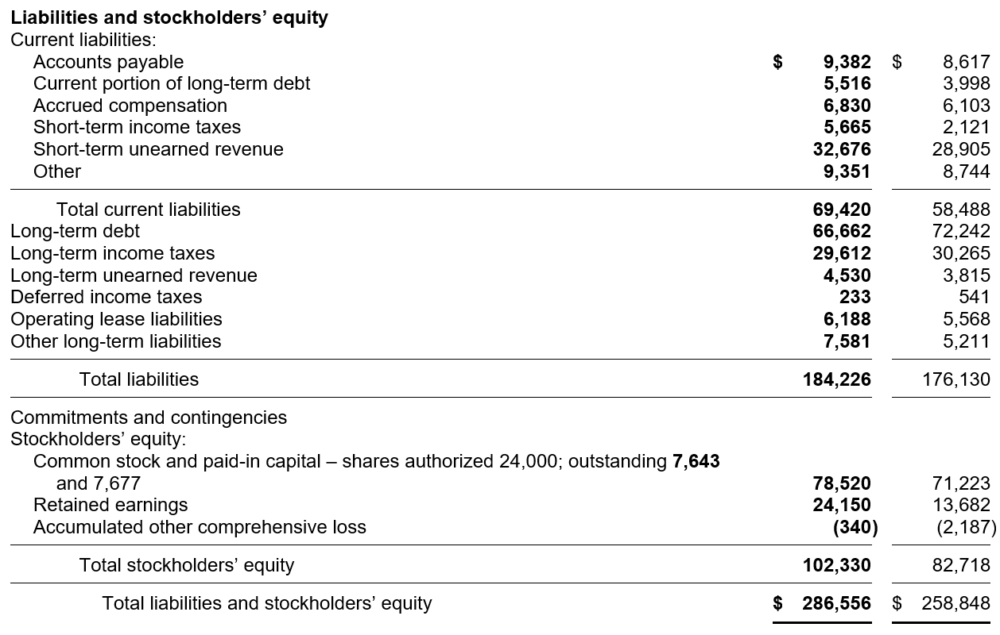 Liabilities and stockholders’ equity
Current liabilities:
Accounts payable $ 9,382 $ 8,617
Current portion of long-term debt 5,516 3,998
Accrued compensation 6,830 6,103
Short-term income taxes 5,665 2,121
Short-term unearned revenue 32,676 28,905
Other 9,351 8,744
Total current liabilities 69,420 58,488
Long-term debt 66,662 72,242
Long-term income taxes 29,612 30,265
Long-term unearned revenue 4,530 3,815
Deferred income taxes 233 541
Operating lease liabilities 6,188 5,568
Other long-term liabilities 7,581 5,211
Total liabilities 184,226 176,130
Commitments and contingencies
Stockholders’ equity:
Common stock and paid-in capital – shares authorized 24,000; outstanding 7,643
and 7,677 78,520 71,223
Retained earnings 24,150 13,682
Accumulated other comprehensive loss (340) (2,187)
Total stockholders’ equity 102,330 82,718
Total liabilities and stockholders’ equity $ 286,556 $ 258,848